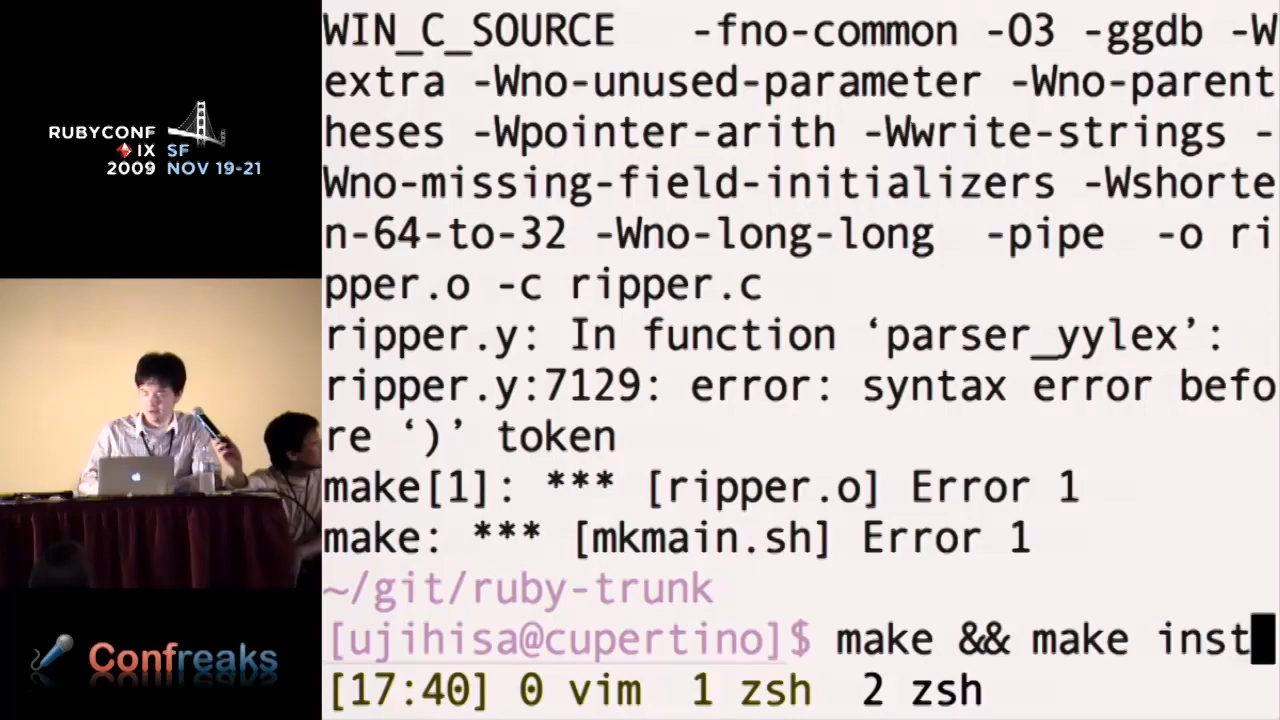 RUBYCONF
IX SF
2009 NOV 19-21
WIN_C_SOURCE   -fno-common -O3 -ggdb -W
extra -Wno-unused-parameter -Wno-parent
heses -Wpointer-arith -Wwrite-strings -
Wno-missing-field-initializers -Wshorte
n-64-to-32 -Wno-long-long  -pipe  -o ri
pper.o -c ripper.c
ripper.y: In function ‘parser_yylex’:
ripper.y:7129: error: syntax error befo
re ‘)’ token
make[1]: *** [ripper.o] Error 1
make: *** [mkmain.sh] Error 1
~/git/ruby-trunk
[ujihisa@cupertino]$ make && make inst
[17:40] 0 vim  1 zsh  2 zsh
Confreaks